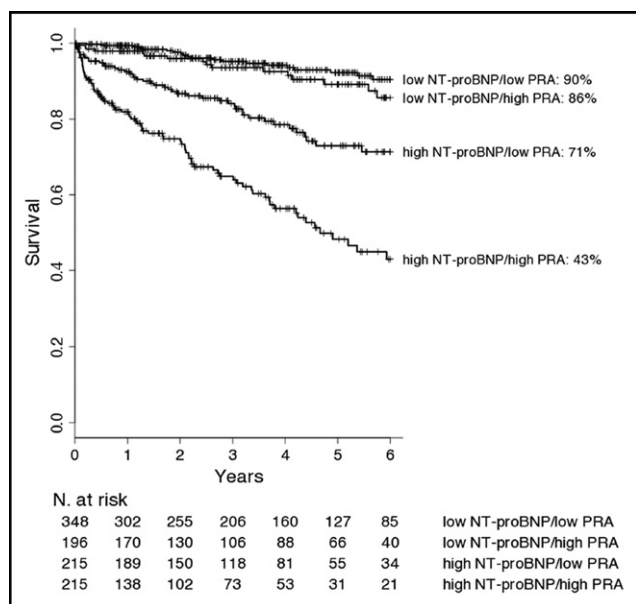 1.0
0.8
0.6
0.4
0.2
0.0
Survival
low NT-proBNP/low PRA: 90%
low NT-proBNP/high PRA: 86%
high NT-proBNP/low PRA: 71%
high NT-proBNP/high PRA: 43%
0 1 2 3 4 5 6
Years
N. at risk
348 302 255 206 160 127 85 low NT-proBNP/low PRA
196 170 130 106 88 66 40 low NT-proBNP/high PRA
215 189 150 118 81 55 34 high NT-proBNP/low PRA
215 138 102 73 53 31 21 high NT-proBNP/high PRA